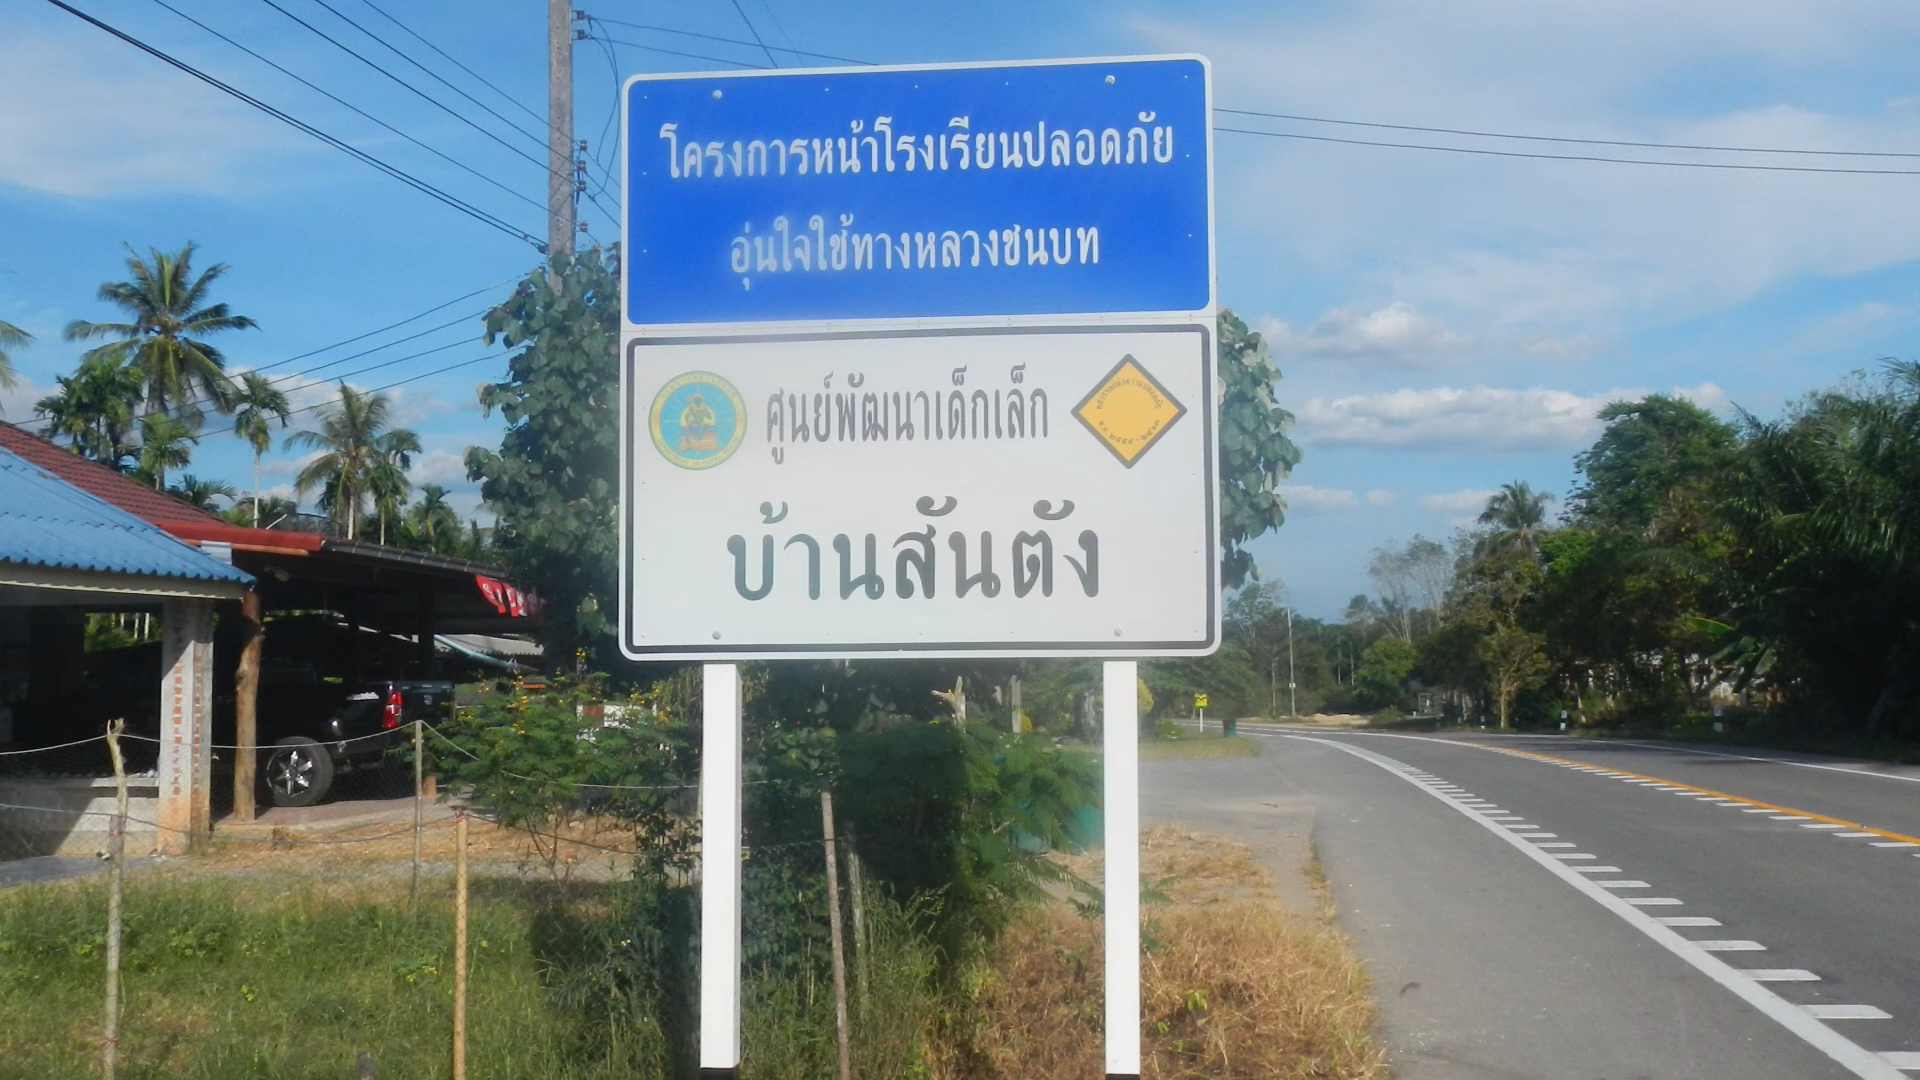 โครงการหน้าโรงเรียนปลอดภัย
อุ่นใจใช้ทางหลวงชนบท
ศูนย์พัฒนาเด็กเล็ก
บ้านสันตัง